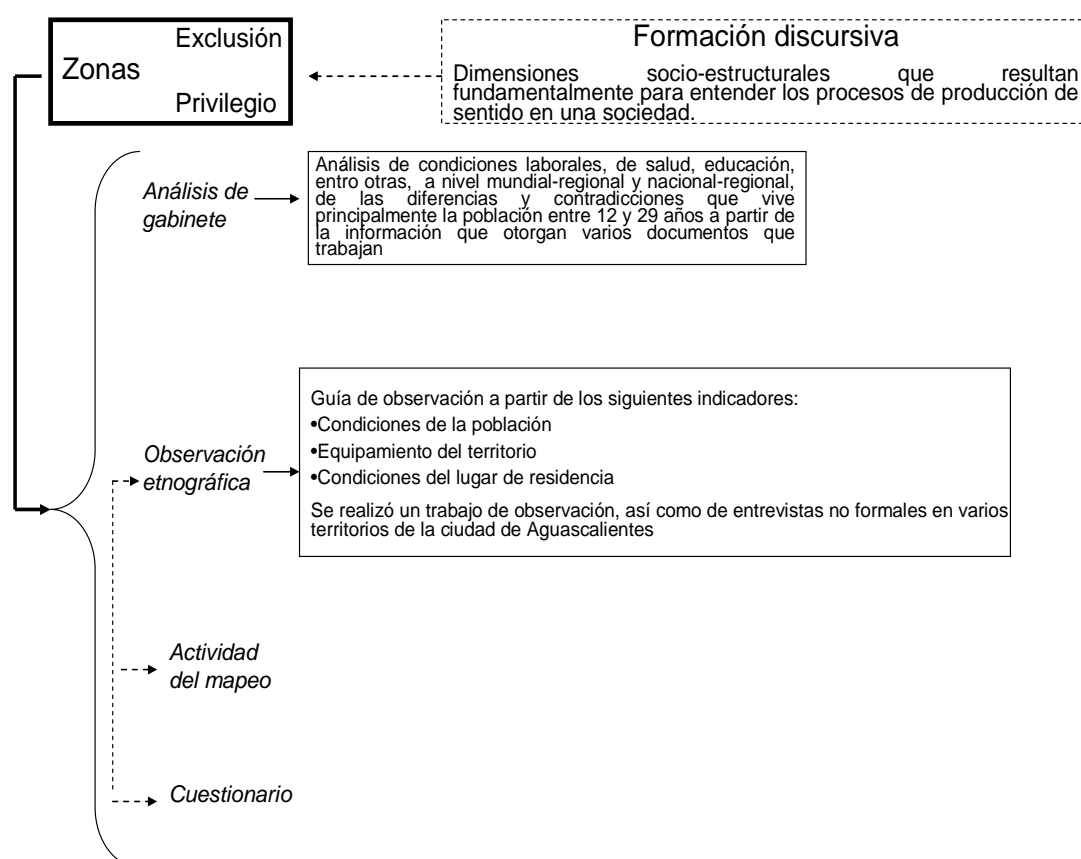 Exclusión
Zonas
Privilegio
Formación discursiva
Dimensiones socio-estructurales que resultan
fundamentalmente para entender los procesos de producción de
sentido en una sociedad.
Análisis de
gabinete
Análisis de condiciones laborales, de salud, educación,
entro otras, a nivel mundial-regional y nacional-regional,
de las diferencias y contradicciones que vive
principalmente la población entre 12 y 29 años a partir de
la información que otorgan varios documentos que
trabajan
Observación
etnográfica
Guía de observación a partir de los siguientes indicadores:
•Condiciones de la población
•Equipamiento del territorio
•Condiciones del lugar de residencia
Se realizó un trabajo de observación, así como de entrevistas no formales en varios
territorios de la ciudad de Aguascalientes
Actividad
del mapeo
Cuestionario